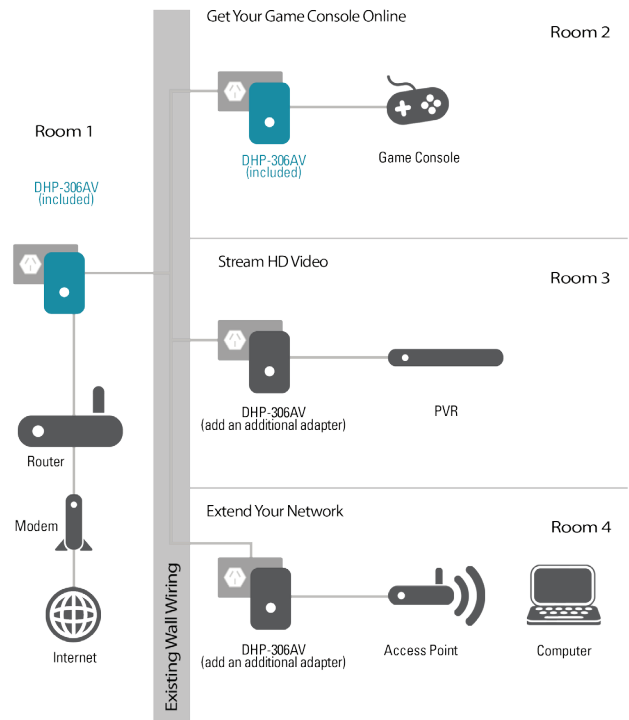 Room 1
DHP-306AV
(included)
Router
Modem
Internet
Existing Wall Wiring
Get Your Game Console Online
Room 2
DHP-306AV
(included)
Game Console
Stream HD Video
Room 3
DHP-306AV
(add an additional adapter)
PVR
Extend Your Network
Room 4
DHP-306AV
(add an additional adapter)
Access Point
Computer